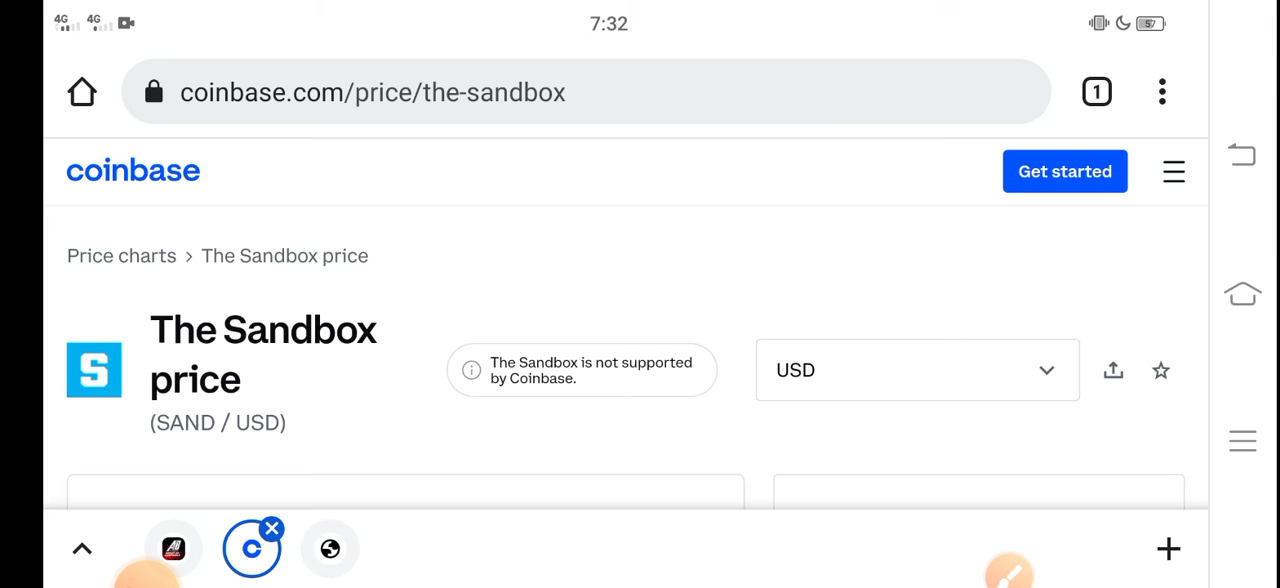 4G 4G 7:32 57
coinbase.com/price/the-sandbox 1
coinbase Get started
Price charts > The Sandbox price
The Sandbox
price
(SAND / USD)
The Sandbox is not supported
by Coinbase.
USD